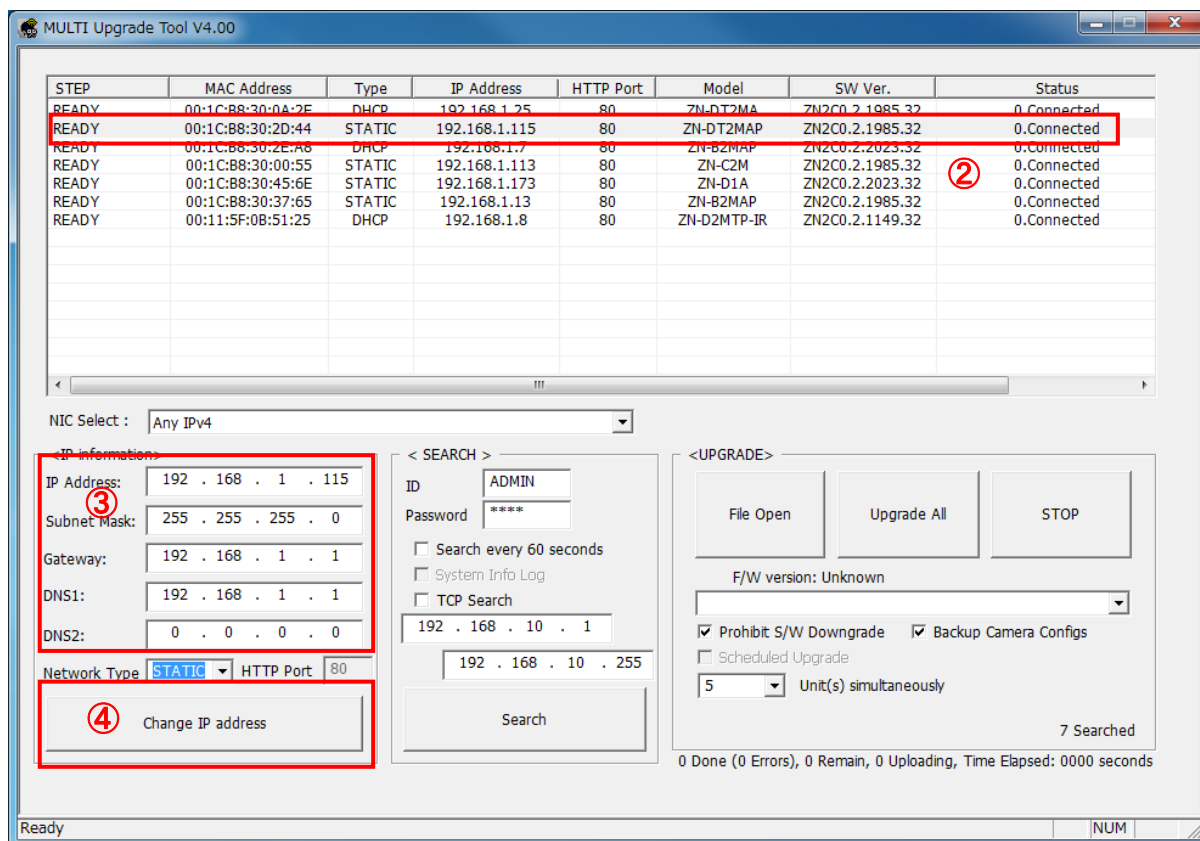 MULTI Upgrade Tool V4.00
STEP MAC Address Type IP Address HTTP Port Model SW Ver. Status
READY 00:1C:B8:30:0A:2E DHCP 192.168.1.25 80 ZN-DT2MA ZN2C0.2.1985.32 0.Connected
READY 00:1C:B8:30:2D:44 STATIC 192.168.1.115 80 ZN-DT2MAP ZN2C0.2.1985.32 0.Connected
READY 00:1C:B8:30:2E:A8 DHCP 192.168.1.7 80 ZN-B2MAP ZN2C0.2.2023.32 0.Connected
READY 00:1C:B8:30:00:55 STATIC 192.168.1.113 80 ZN-C2M ZN2C0.2.1985.32 0.Connected
②
READY 00:1C:B8:30:45:6E STATIC 192.168.1.173 80 ZN-D1A ZN2C0.2.2023.32 0.Connected
READY 00:1C:B8:30:37:65 STATIC 192.168.1.13 80 ZN-B2MAP ZN2C0.2.1985.32 0.Connected
READY 00:11:5F:0B:51:25 DHCP 192.168.1.8 80 ZN-D2MTP-IR ZN2C0.2.1149.32 0.Connected
NIC Select : Any IPv4
<IP information>
IP Address: 192 . 168 . 1 . 115
③
Subnet Mask: 255 . 255 . 255 . 0
Gateway: 192 . 168 . 1 . 1
DNS1: 192 . 168 . 1 . 1
DNS2: 0 . 0 . 0 . 0
Network Type STATIC HTTP Port 80
④ Change IP address
< SEARCH >
ID ADMIN
Password ****
Search every 60 seconds
System Info Log
TCP Search
192 . 168 . 10 . 1
192 . 168 . 10 . 255
Search
<UPGRADE>
File Open Upgrade All STOP
F/W version: Unknown
Prohibit S/W Downgrade Backup Camera Configs
Scheduled Upgrade
5 Unit(s) simultaneously
7 Searched
0 Done (0 Errors), 0 Remain, 0 Uploading, Time Elapsed: 0000 seconds
Ready NUM